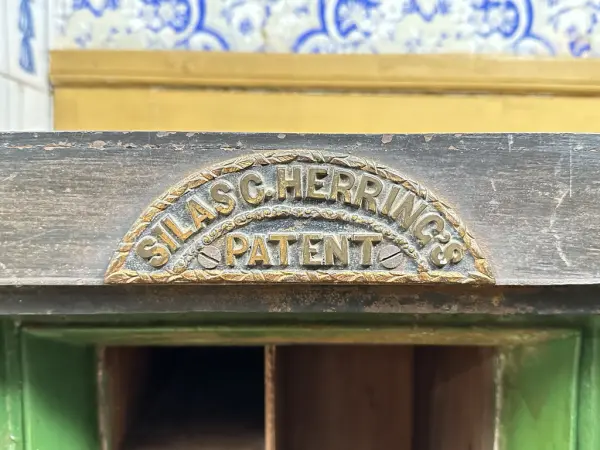 SILAS C. HERRING'S
PATENT